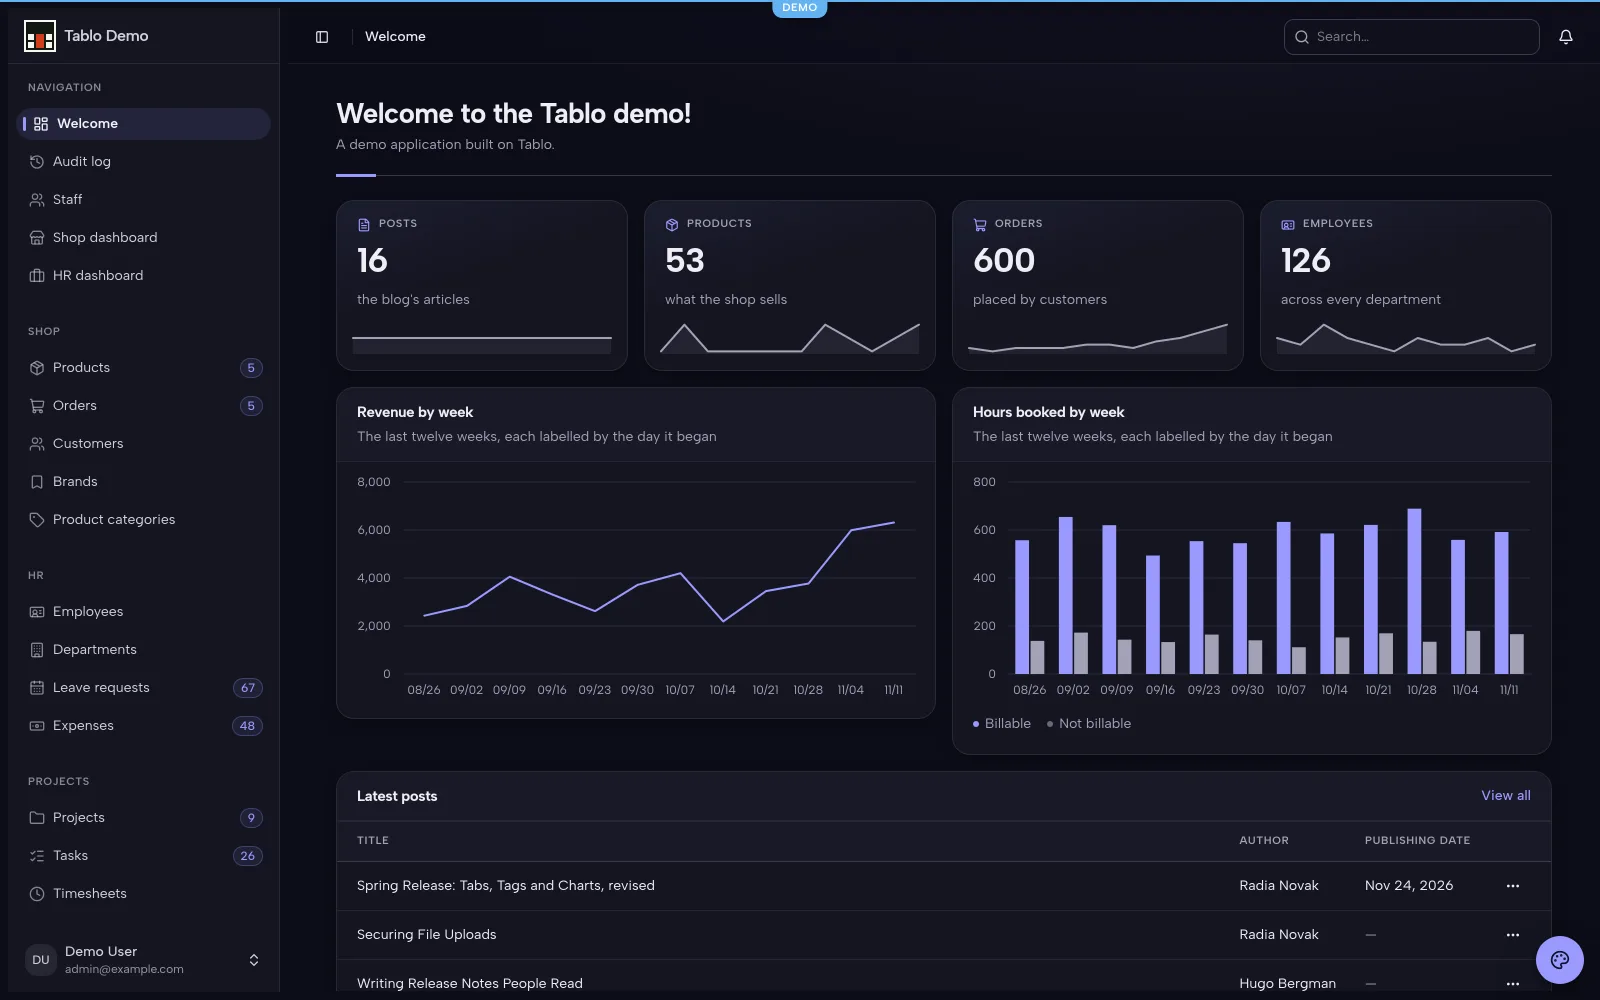 DEMO
Tablo Demo
Welcome
Search...
NAVIGATION
Welcome
Audit log
Staff
Shop dashboard
HR dashboard
SHOP
Products 5
Orders 5
Customers
Brands
Product categories
HR
Employees
Departments
Leave requests 67
Expenses 48
PROJECTS
Projects 9
Tasks 26
Timesheets
DU
Demo User
admin@example.com
Welcome to the Tablo demo!
A demo application built on Tablo.
POSTS
16
the blog's articles
PRODUCTS
53
what the shop sells
ORDERS
600
placed by customers
EMPLOYEES
126
across every department
Revenue by week
The last twelve weeks, each labelled by the day it began
8,000
6,000
4,000
2,000
0
08/26 09/02 09/09 09/16 09/23 09/30 10/07 10/14 10/21 10/28 11/04 11/11
Hours booked by week
The last twelve weeks, each labelled by the day it began
800
600
400
200
0
08/26 09/02 09/09 09/16 09/23 09/30 10/07 10/14 10/21 10/28 11/04 11/11
Billable Not billable
Latest posts View all
TITLE AUTHOR PUBLISHING DATE
Spring Release: Tabs, Tags and Charts, revised Radia Novak Nov 24, 2026
Securing File Uploads Radia Novak —
Writing Release Notes People Read Hugo Bergman —